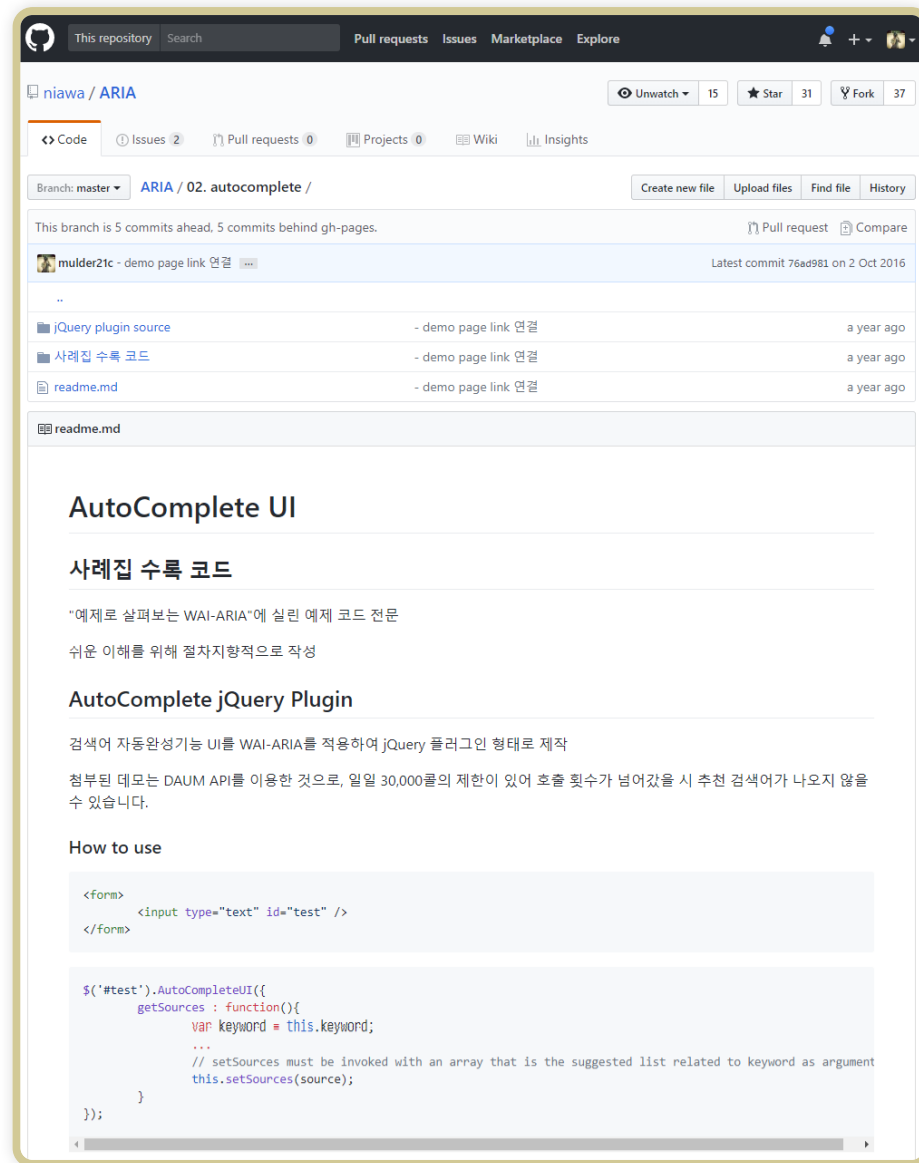 This repository Search Pull requests Issues Marketplace Explore
niawa / ARIA Unwatch 15 Star 31 Fork 37
Code Issues 2 Pull requests 0 Projects 0 Wiki Insights
Branch: master ARIA / 02. autocomplete / Create new file Upload files Find file History
This branch is 5 commits ahead, 5 commits behind gh-pages. Pull request Compare
mulder21c - demo page link 연결 ... Latest commit 76ad981 on 2 Oct 2016
..
jQuery plugin source - demo page link 연결 a year ago
사례집 수록 코드 - demo page link 연결 a year ago
readme.md - demo page link 연결 a year ago
readme.md
AutoComplete UI
사례집 수록 코드
"예제로 살펴보는 WAI-ARIA"에 실린 예제 코드 전문
쉬운 이해를 위해 절차지향적으로 작성
AutoComplete jQuery Plugin
검색어 자동완성기능 UI를 WAI-ARIA를 적용하여 jQuery 플러그인 형태로 제작
첨부된 데모는 DAUM API를 이용한 것으로, 일일 30,000콜의 제한이 있어 호출 횟수가 넘어갔을 시 추천 검색어가 나오지 않을
수 있습니다.
How to use
<form>
<input type="text" id="test" />
</form>
$('#test').AutoCompleteUI({
getSources : function(){
var keyword = this.keyword;
...
// setSources must be invoked with an array that is the suggested list related to keyword as argument
this.setSources(source);
}
});